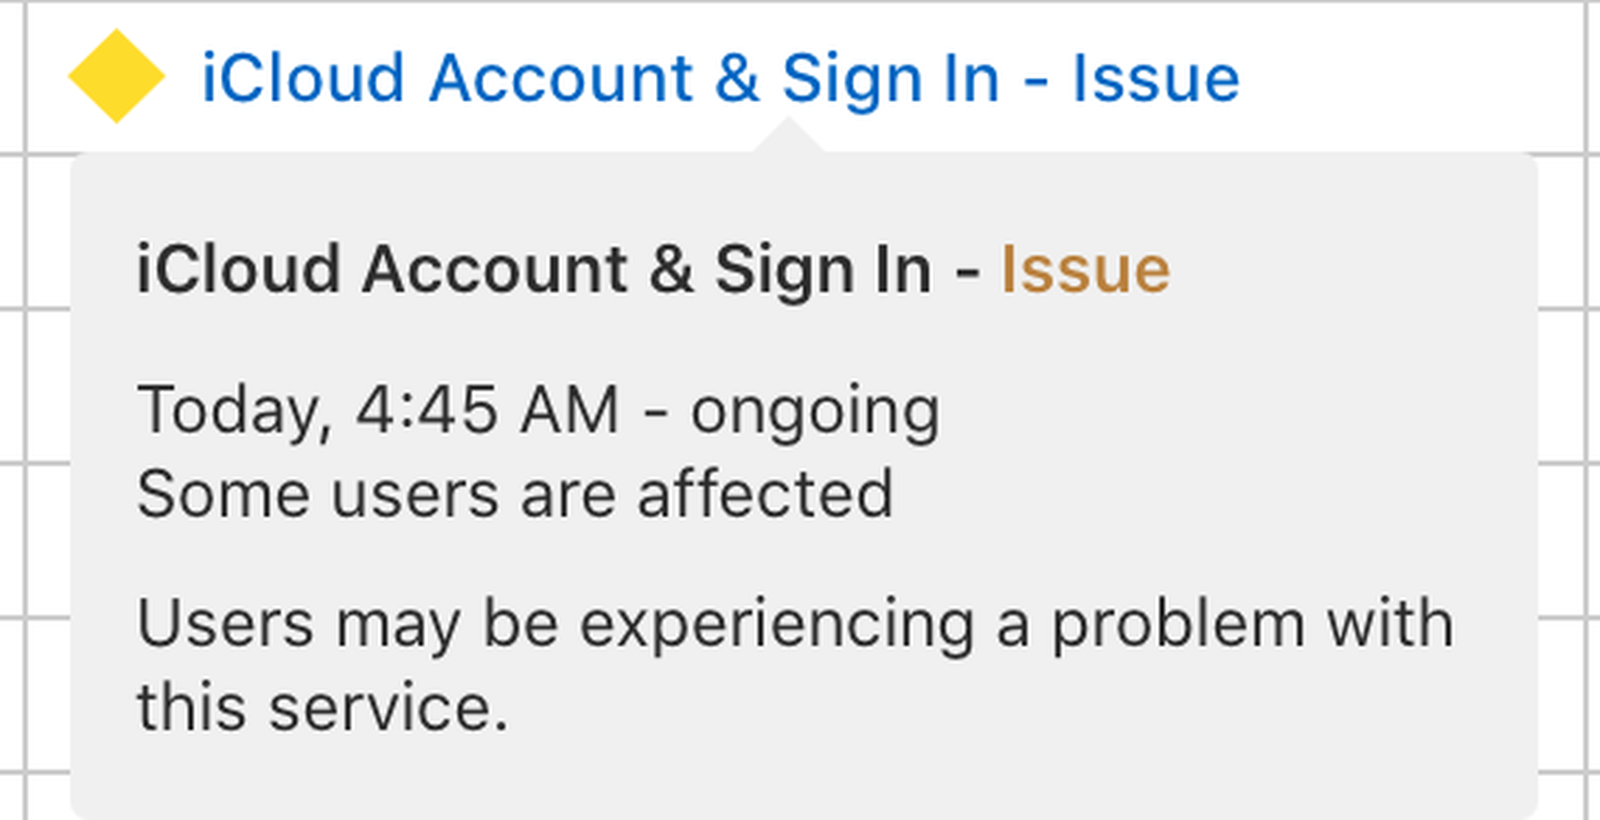 iCloud Account & Sign In - Issue
iCloud Account & Sign In - Issue
Today, 4:45 AM - ongoing
Some users are affected
Users may be experiencing a problem with
this service.